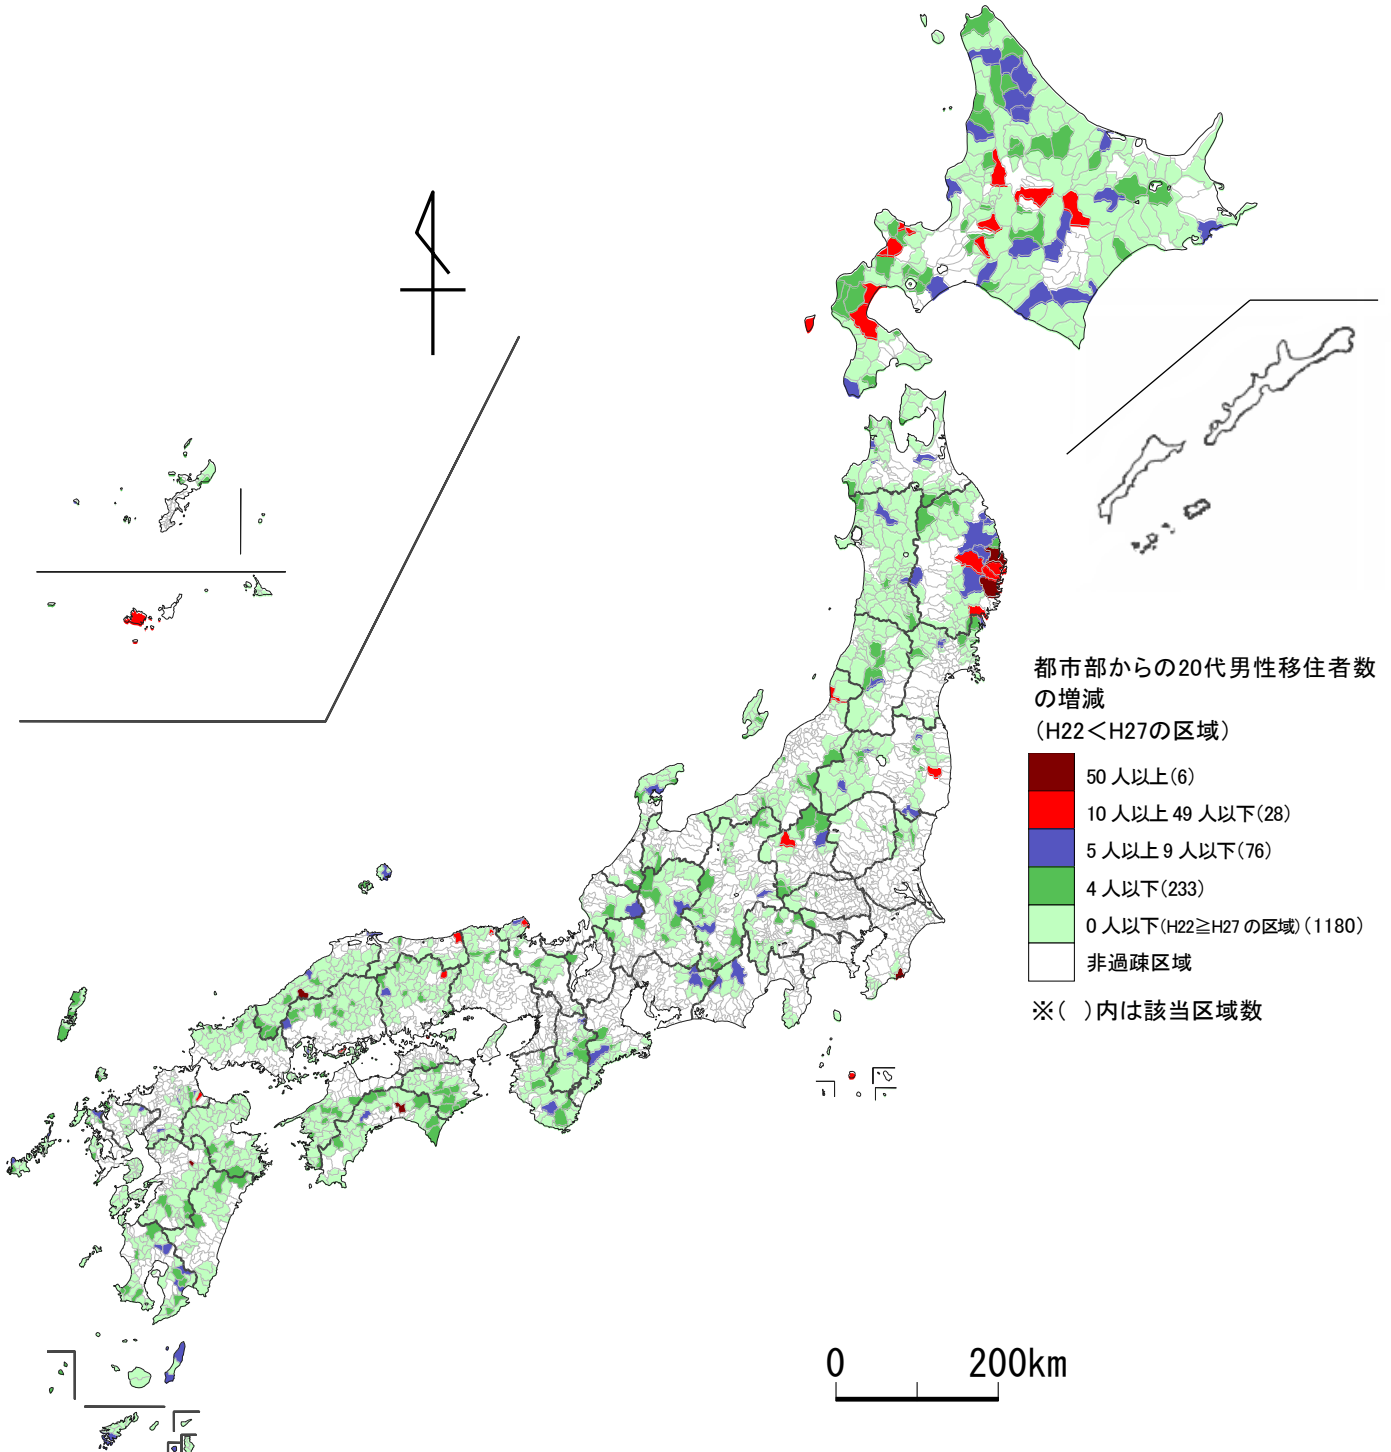 都市部からの20代男性移住者数
の増減
(H22<H27の区域)
50 人以上(6)
10 人以上 49 人以下(28)
5 人以上 9 人以下(76)
4 人以下(233)
0 人以下(H22≧H27 の区域)(1180)
非過疎区域
※( )内は該当区域数
0 200km